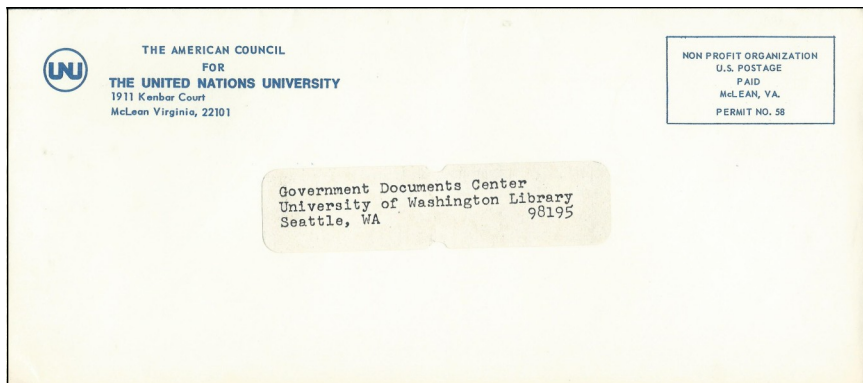 UNU
THE AMERICAN COUNCIL
FOR
THE UNITED NATIONS UNIVERSITY
1911 Kenbar Court
McLean Virginia, 22101
NON PROFIT ORGANIZATION
U.S. POSTAGE
PAID
McLEAN, VA.
PERMIT NO. 58
Government Documents Center
University of Washington Library
Seattle, WA 98195